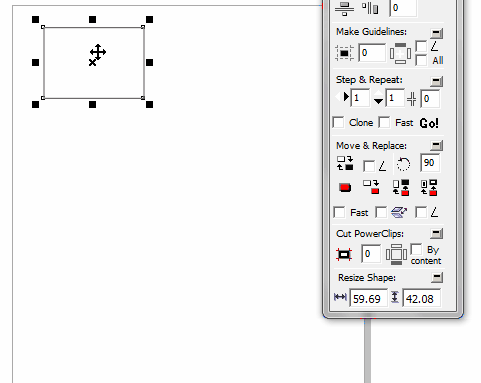 0
Make Guidelines:
0
All
Step & Repeat:
1 1 0
Clone Fast Go!
Move & Replace:
90
Fast
Cut PowerClips:
0 By content
Resize Shape:
59.69 42.08